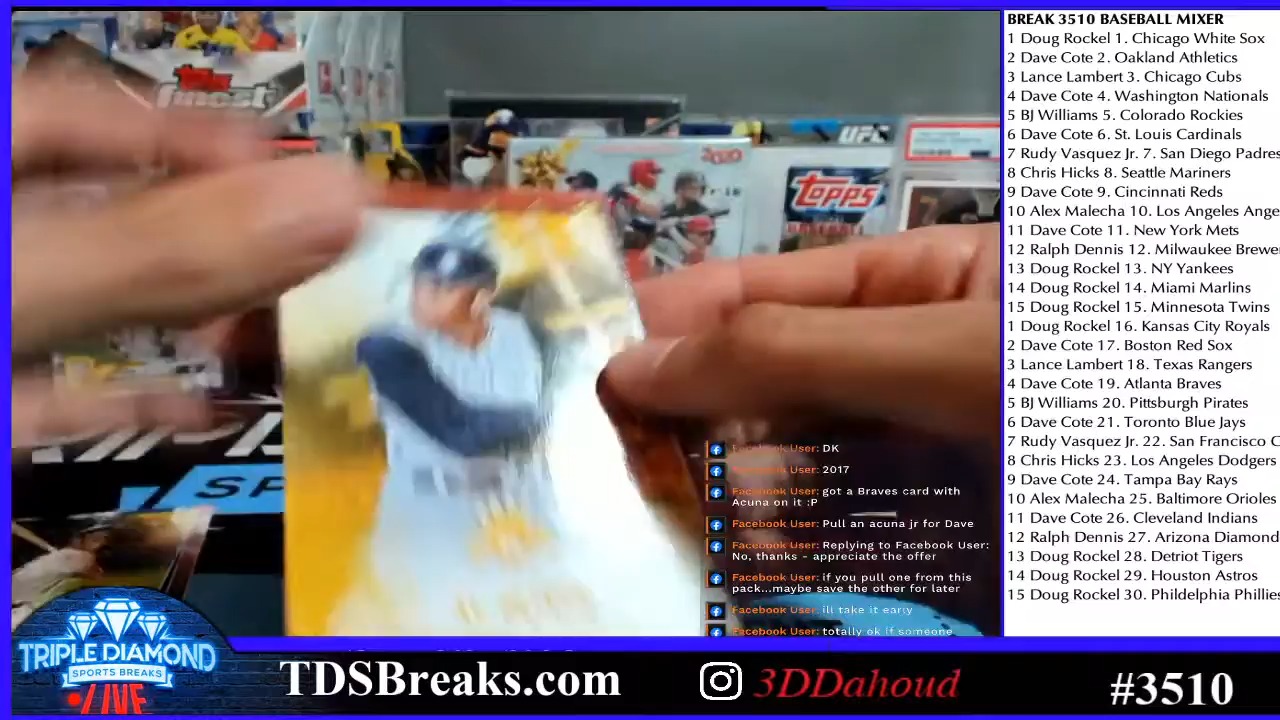 BREAK 3510 BASEBALL MIXER
1 Doug Rockel 1. Chicago White Sox
2 Dave Cote 2. Oakland Athletics
3 Lance Lambert 3. Chicago Cubs
4 Dave Cote 4. Washington Nationals
5 BJ Williams 5. Colorado Rockies
6 Dave Cote 6. St. Louis Cardinals
7 Rudy Vasquez Jr. 7. San Diego Padres
8 Chris Hicks 8. Seattle Mariners
9 Dave Cote 9. Cincinnati Reds
10 Alex Malecha 10. Los Angeles Ange
11 Dave Cote 11. New York Mets
12 Ralph Dennis 12. Milwaukee Brewe
13 Doug Rockel 13. NY Yankees
14 Doug Rockel 14. Miami Marlins
15 Doug Rockel 15. Minnesota Twins
1 Doug Rockel 16. Kansas City Royals
2 Dave Cote 17. Boston Red Sox
3 Lance Lambert 18. Texas Rangers
4 Dave Cote 19. Atlanta Braves
5 BJ Williams 20. Pittsburgh Pirates
6 Dave Cote 21. Toronto Blue Jays
7 Rudy Vasquez Jr. 22. San Francisco G
8 Chris Hicks 23. Los Angeles Dodgers
9 Dave Cote 24. Tampa Bay Rays
10 Alex Malecha 25. Baltimore Orioles
11 Dave Cote 26. Cleveland Indians
12 Ralph Dennis 27. Arizona Diamond
13 Doug Rockel 28. Detriot Tigers
14 Doug Rockel 29. Houston Astros
15 Doug Rockel 30. Phildelphia Phillies
Topps finest
UFC
TOPPS
BASEBALL
SP
Facebook User: DK
Facebook User: 2017
Facebook User: got a Braves card with
Acuna on it :P
Facebook User: Pull an acuna jr for Dave
Facebook User: Replying to Facebook User:
No, thanks - appreciate the offer
Facebook User: if you pull one from this
pack...maybe save the other for later
Facebook User: ill take it early
Facebook User: totally ok if someone
TRIPLE DIAMOND
SPORTS BREAKS
LIVE
TDSBreaks.com
3DDahoud
#3510